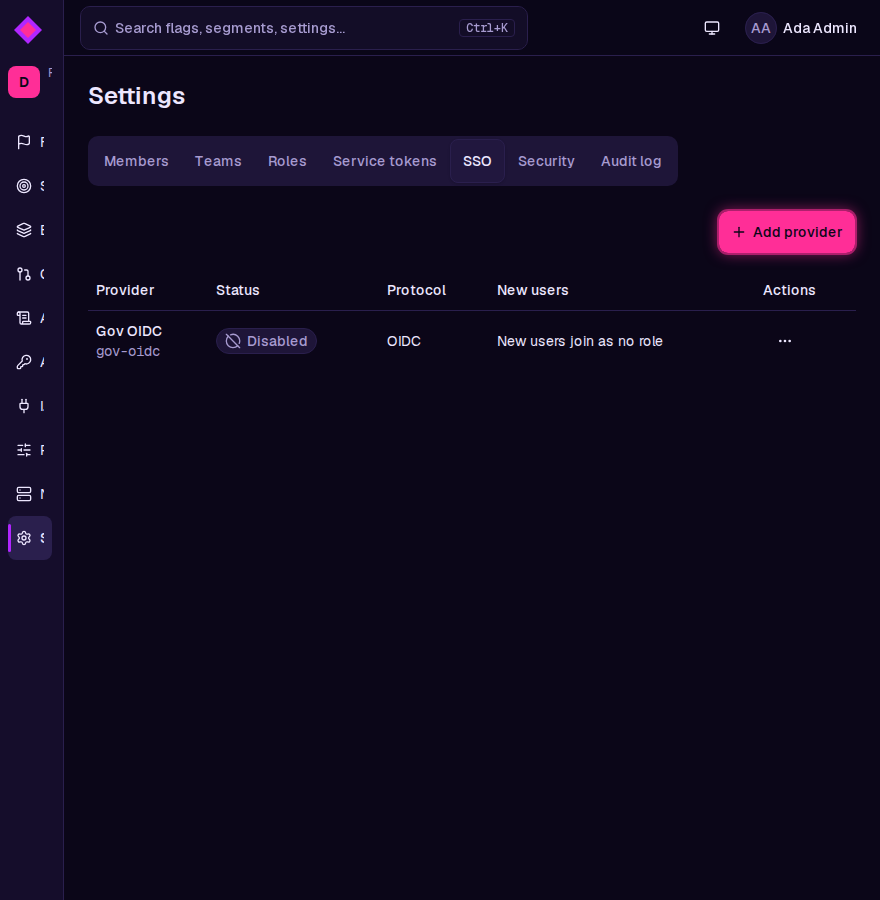 Search flags, segments, settings...
Ctrl+K
AA
Ada Admin
D
Settings
Members
Teams
Roles
Service tokens
SSO
Security
Audit log
Add provider
Provider
Status
Protocol
New users
Actions
Gov OIDC
gov-oidc
Disabled
OIDC
New users join as no role